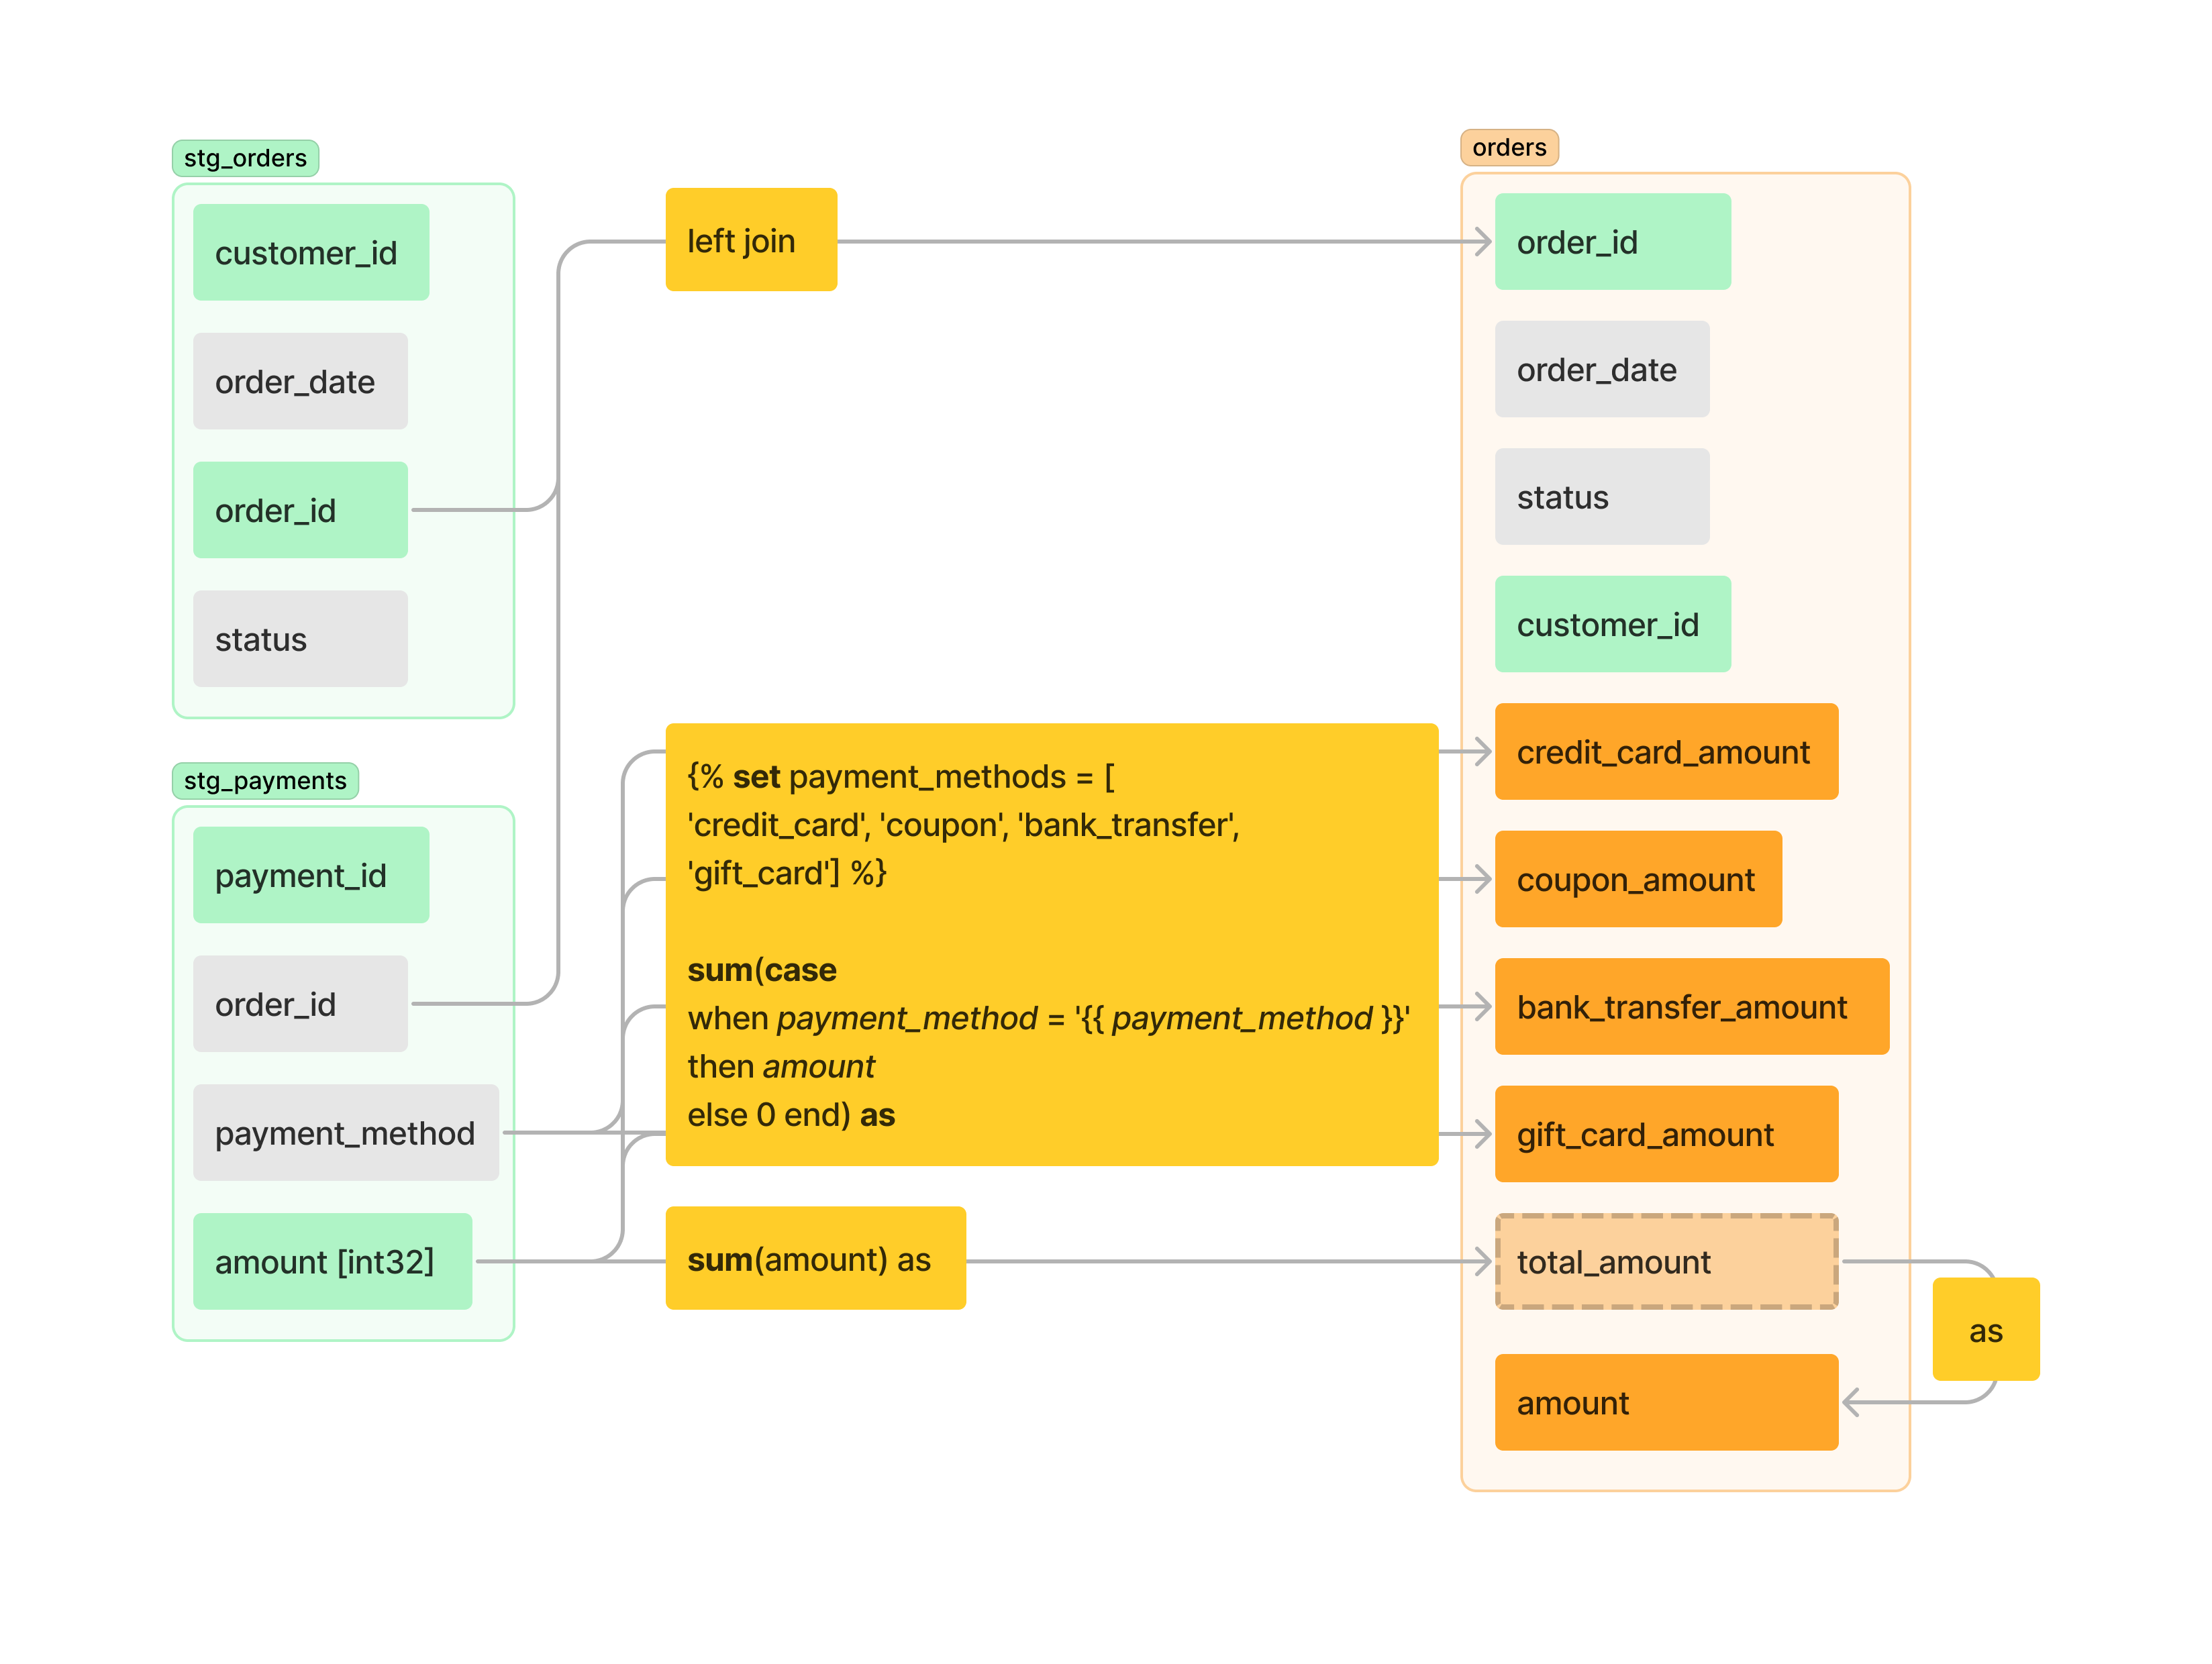 stg_orders
customer_id
order_date
order_id
status
stg_payments
payment_id
order_id
payment_method
amount [int32]
left join
{% set payment_methods = [
'credit_card', 'coupon', 'bank_transfer',
'gift_card'] %}
sum(case
when payment_method = '{{ payment_method }}'
then amount
else 0 end) as
sum(amount) as
orders
order_id
order_date
status
customer_id
credit_card_amount
coupon_amount
bank_transfer_amount
gift_card_amount
total_amount
amount
as